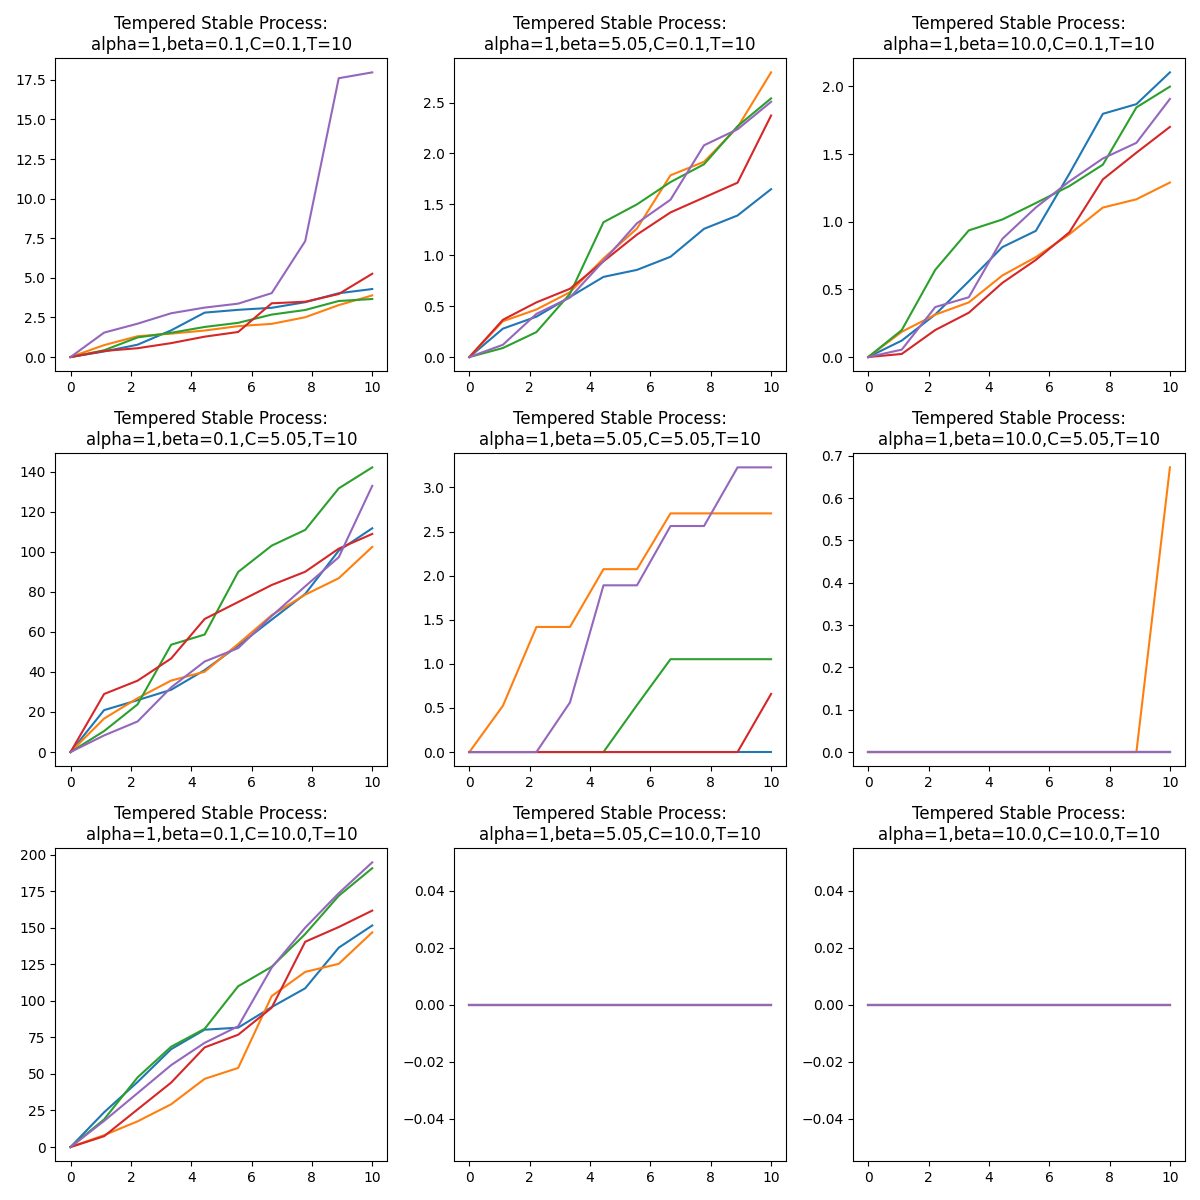 Tempered Stable Process:
alpha=1,beta=0.1,C=0.1,T=10
17.5
15.0
12.5
10.0
7.5
5.0
2.5
0.0
0 2 4 6 8 10
Tempered Stable Process:
alpha=1,beta=5.05,C=0.1,T=10
2.5
2.0
1.5
1.0
0.5
0.0
0 2 4 6 8 10
Tempered Stable Process:
alpha=1,beta=10.0,C=0.1,T=10
2.0
1.5
1.0
0.5
0.0
0 2 4 6 8 10
Tempered Stable Process:
alpha=1,beta=0.1,C=5.05,T=10
140
120
100
80
60
40
20
0
0 2 4 6 8 10
Tempered Stable Process:
alpha=1,beta=5.05,C=5.05,T=10
3.0
2.5
2.0
1.5
1.0
0.5
0.0
0 2 4 6 8 10
Tempered Stable Process:
alpha=1,beta=10.0,C=5.05,T=10
0.7
0.6
0.5
0.4
0.3
0.2
0.1
0.0
0 2 4 6 8 10
Tempered Stable Process:
alpha=1,beta=0.1,C=10.0,T=10
200
175
150
125
100
75
50
25
0
0 2 4 6 8 10
Tempered Stable Process:
alpha=1,beta=5.05,C=10.0,T=10
0.04
0.02
0.00
−0.02
−0.04
0 2 4 6 8 10
Tempered Stable Process:
alpha=1,beta=10.0,C=10.0,T=10
0.04
0.02
0.00
−0.02
−0.04
0 2 4 6 8 10